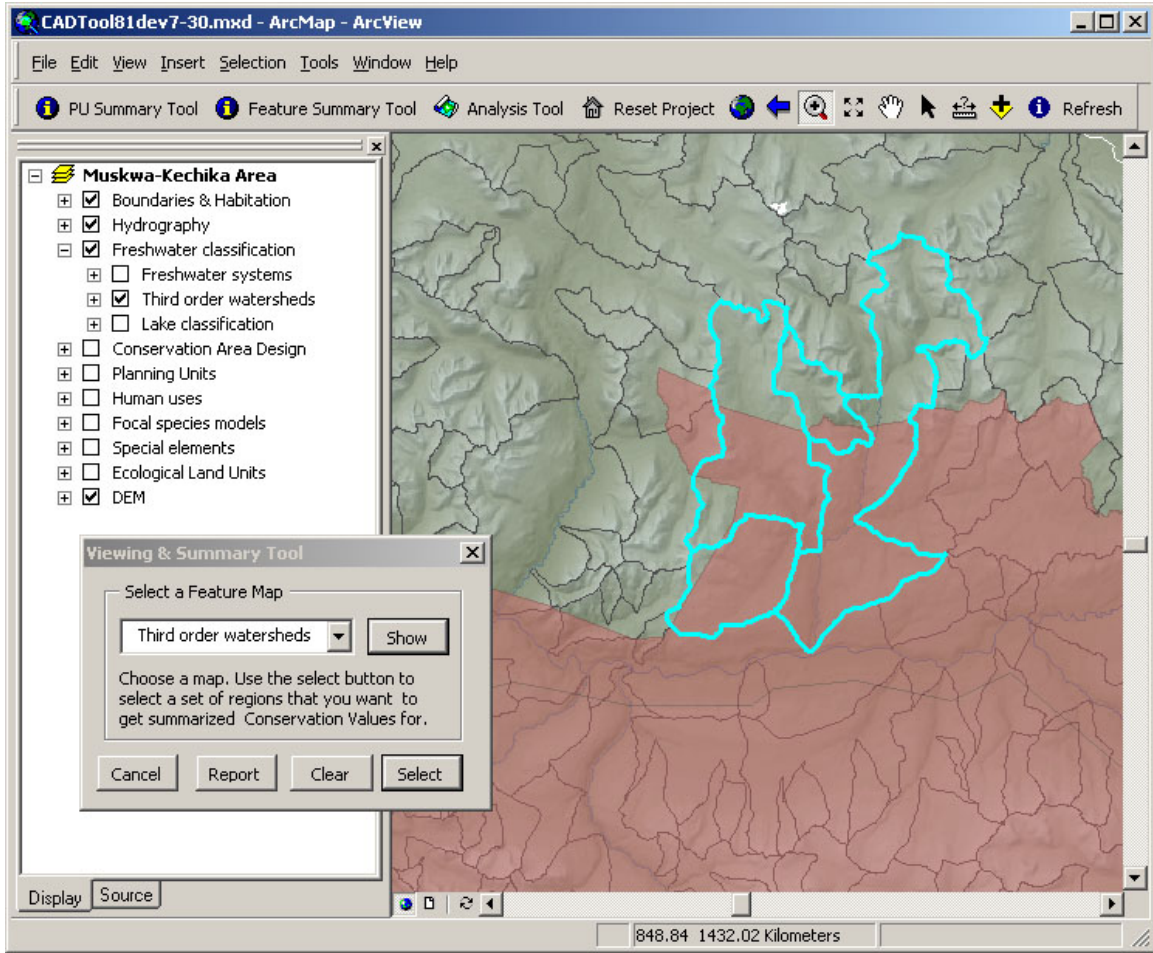 CADTool81dev7-30.mxd - ArcMap - ArcView
File Edit View Insert Selection Tools Window Help
PU Summary Tool Feature Summary Tool Analysis Tool Reset Project Refresh
Muskwa-Kechika Area
Boundaries & Habitation
Hydrography
Freshwater classification
Freshwater systems
Third order watersheds
Lake classification
Conservation Area Design
Planning Units
Human uses
Focal species models
Special elements
Ecological Land Units
DEM
Viewing & Summary Tool
Select a Feature Map
Third order watersheds Show
Choose a map. Use the select button to
select a set of regions that you want to
get summarized Conservation Values for.
Cancel Report Clear Select
Display Source
848.84 1432.02 Kilometers